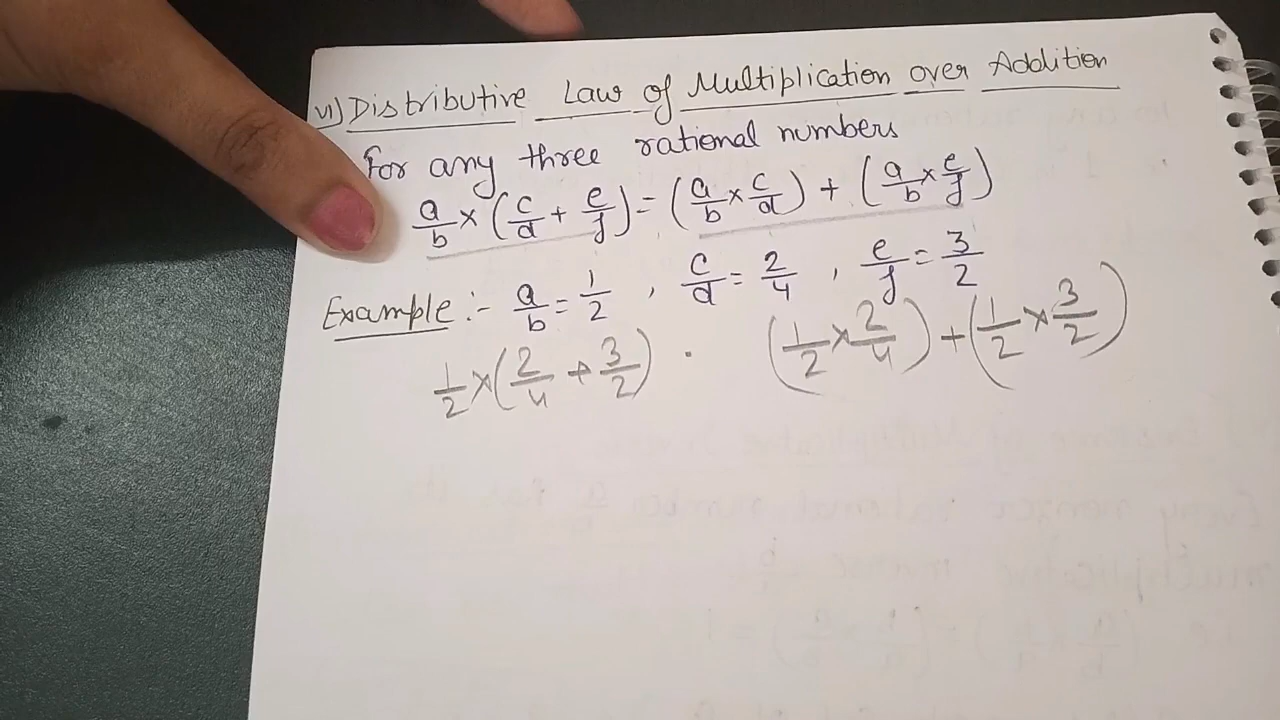 vi) Distributive Law of Multiplication over Addition
For any three rational numbers
a/b × (c/d + e/f) = (a/b × c/d) + (a/b × e/f)
Example :- a/b = 1/2 , c/d = 2/4 , e/f = 3/2
1/2 × (2/4 + 3/2) . (1/2 × 2/4) + (1/2 × 3/2)